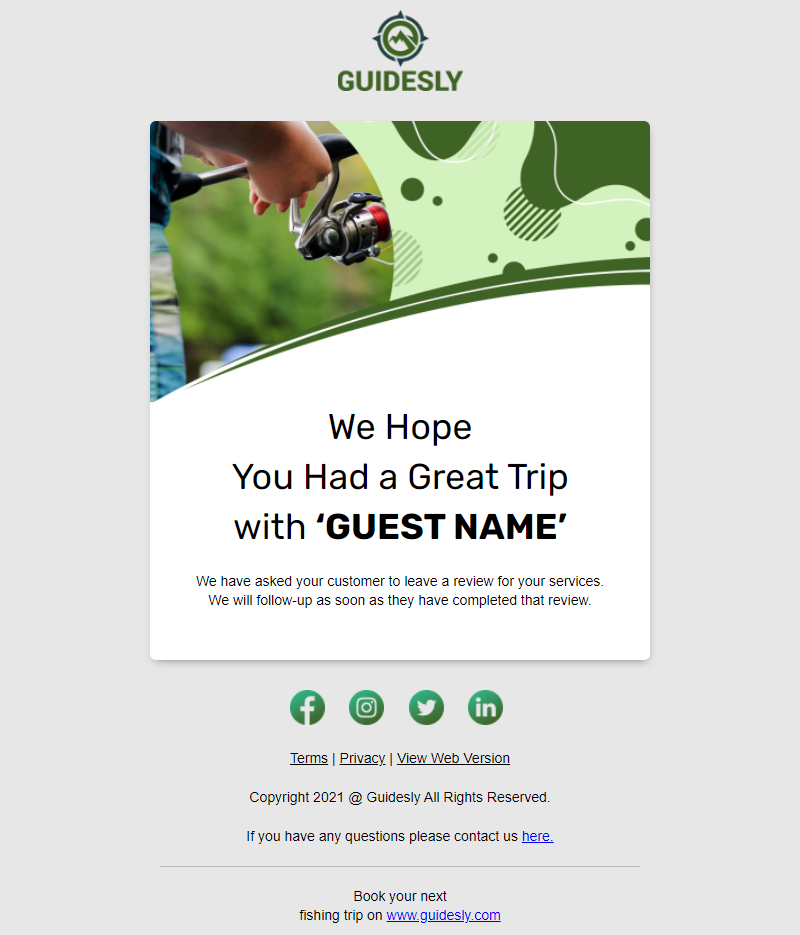 GUIDESLY
We Hope
You Had a Great Trip
with ‘GUEST NAME’
We have asked your customer to leave a review for your services.
We will follow-up as soon as they have completed that review.
Terms | Privacy | View Web Version
Copyright 2021 @ Guidesly All Rights Reserved.
If you have any questions please contact us here.
Book your next
fishing trip on www.guidesly.com